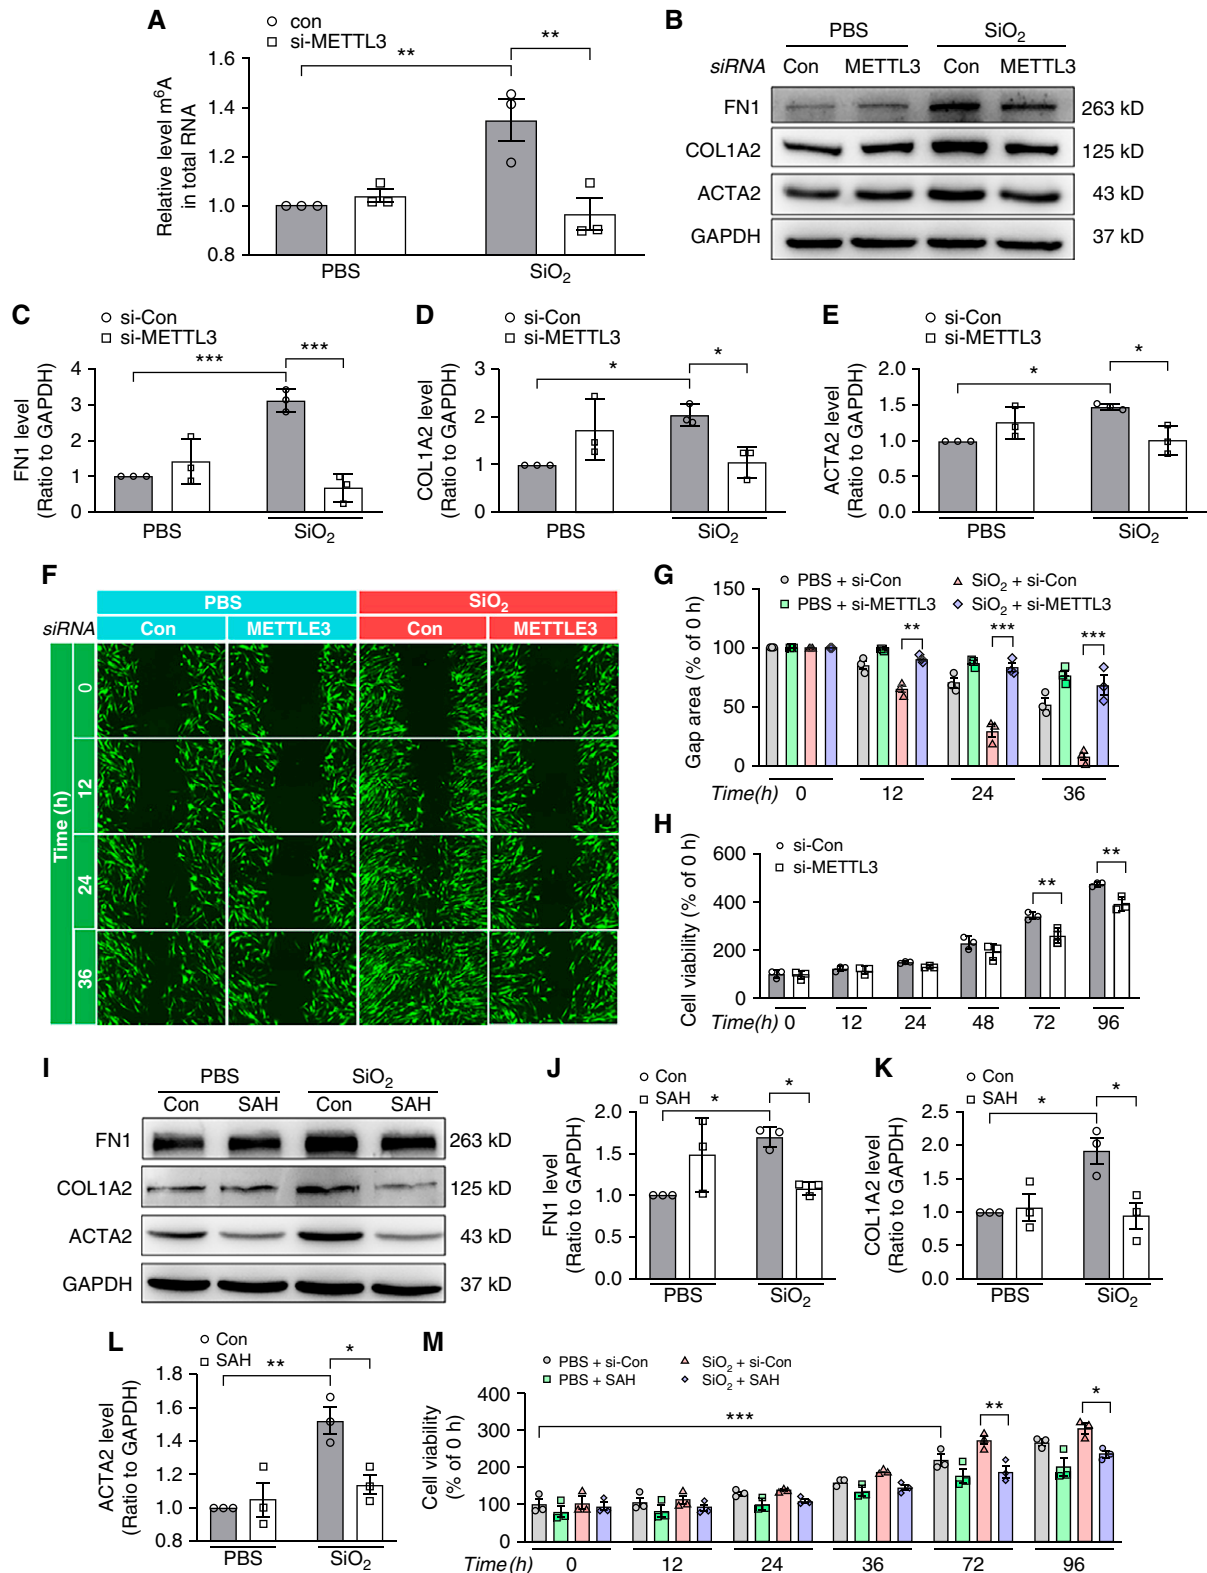 A
con
si-METTL3
Relative level m⁶A
in total RNA
1.6
1.4
1.2
1.0
0.8
**
**
PBS
SiO₂
B
PBS
SiO₂
siRNA Con METTL3 Con METTL3
FN1 263 kD
COL1A2 125 kD
ACTA2 43 kD
GAPDH 37 kD
C
si-Con
si-METTL3
FN1 level
(Ratio to GAPDH)
4
3
2
1
0
***
***
PBS
SiO₂
D
si-Con
si-METTL3
COL1A2 level
(Ratio to GAPDH)
3
2
1
0
*
*
PBS
SiO₂
E
si-Con
si-METTL3
ACTA2 level
(Ratio to GAPDH)
2.0
1.5
1.0
0.5
0.0
*
*
PBS
SiO₂
F
PBS
SiO₂
siRNA Con METTLE3 Con METTLE3
Time (h)
0
12
24
36
G
PBS + si-Con
PBS + si-METTL3
SiO₂ + si-Con
SiO₂ + si-METTL3
Gap area (% of 0 h)
150
100
50
0
**
***
***
Time(h) 0 12 24 36
H
si-Con
si-METTL3
Cell viability (% of 0 h)
600
400
200
0
**
**
Time(h) 0 12 24 48 72 96
I
PBS
SiO₂
Con SAH Con SAH
FN1 263 kD
COL1A2 125 kD
ACTA2 43 kD
GAPDH 37 kD
J
Con
SAH
FN1 level
(Ratio to GAPDH)
2.0
1.5
1.0
0.5
0.0
*
*
PBS
SiO₂
K
Con
SAH
COL1A2 level
(Ratio to GAPDH)
2.5
2.0
1.5
1.0
0.5
0.0
*
*
PBS
SiO₂
L
Con
SAH
ACTA2 level
(Ratio to GAPDH)
1.8
1.6
1.4
1.2
1.0
0.8
**
*
PBS
SiO₂
M
PBS + si-Con
PBS + SAH
SiO₂ + si-Con
SiO₂ + SAH
Cell viability
(% of 0 h)
400
300
200
100
0
***
**
*
Time(h) 0 12 24 36 72 96